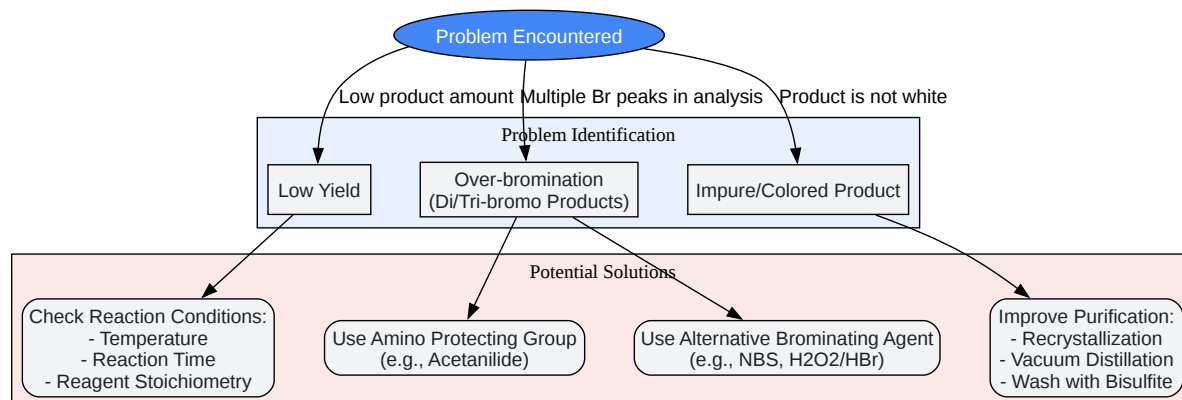 Problem Encountered
Low product amount
Multiple Br peaks in analysis
Product is not white
Problem Identification
Low Yield
Over-bromination
(Di/Tri-bromo Products)
Impure/Colored Product
Potential Solutions
Check Reaction Conditions:
- Temperature
- Reaction Time
- Reagent Stoichiometry
Use Amino Protecting Group
(e.g., Acetanilide)
Use Alternative Brominating Agent
(e.g., NBS, H2O2/HBr)
Improve Purification:
- Recrystallization
- Vacuum Distillation
- Wash with Bisulfite